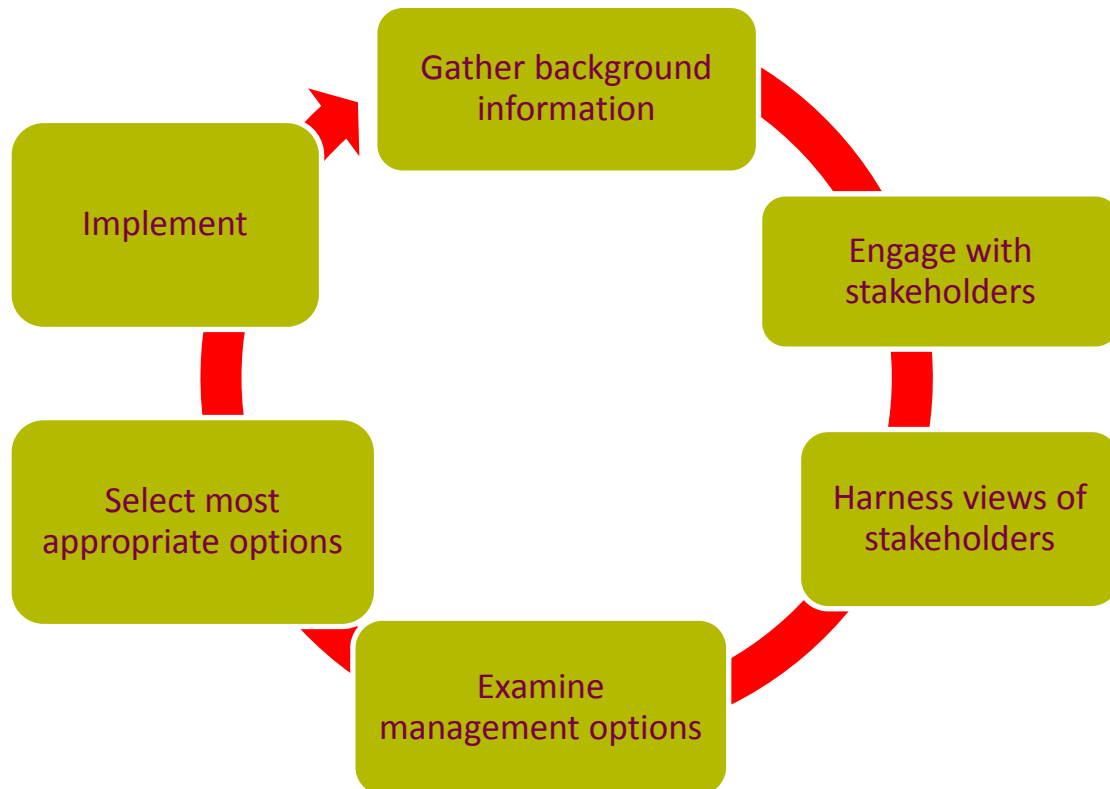 Gather background
information
Engage with
stakeholders
Harness views of
stakeholders
Examine
management options
Select most
appropriate options
Implement